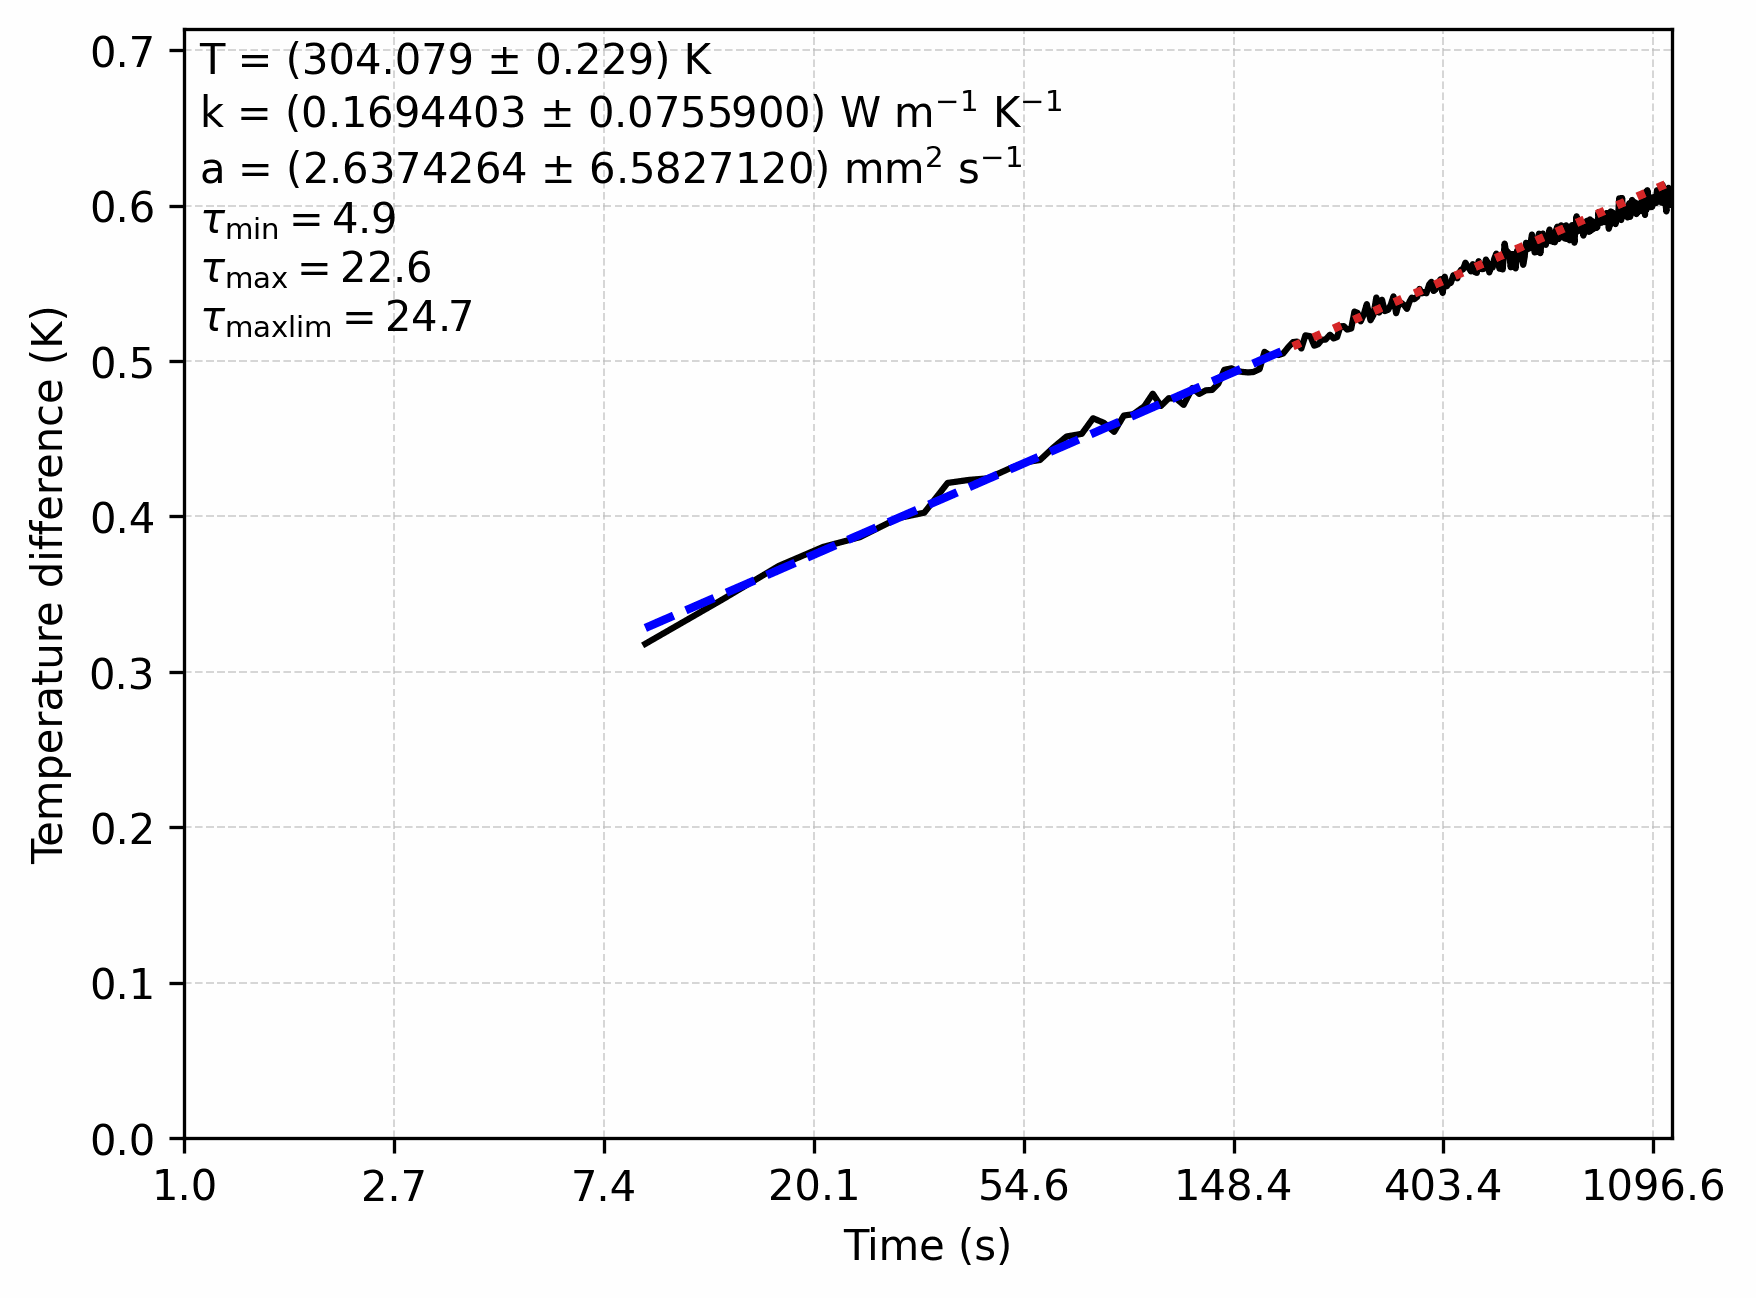 T = (304.079 ± 0.229) K
k = (0.1694403 ± 0.0755900) W m⁻¹ K⁻¹
a = (2.6374264 ± 6.5827120) mm² s⁻¹
τmin = 4.9
τmax = 22.6
τmaxlim = 24.7
Temperature difference (K)
0.7
0.6
0.5
0.4
0.3
0.2
0.1
0.0
1.0 2.7 7.4 20.1 54.6 148.4 403.4 1096.6
Time (s)